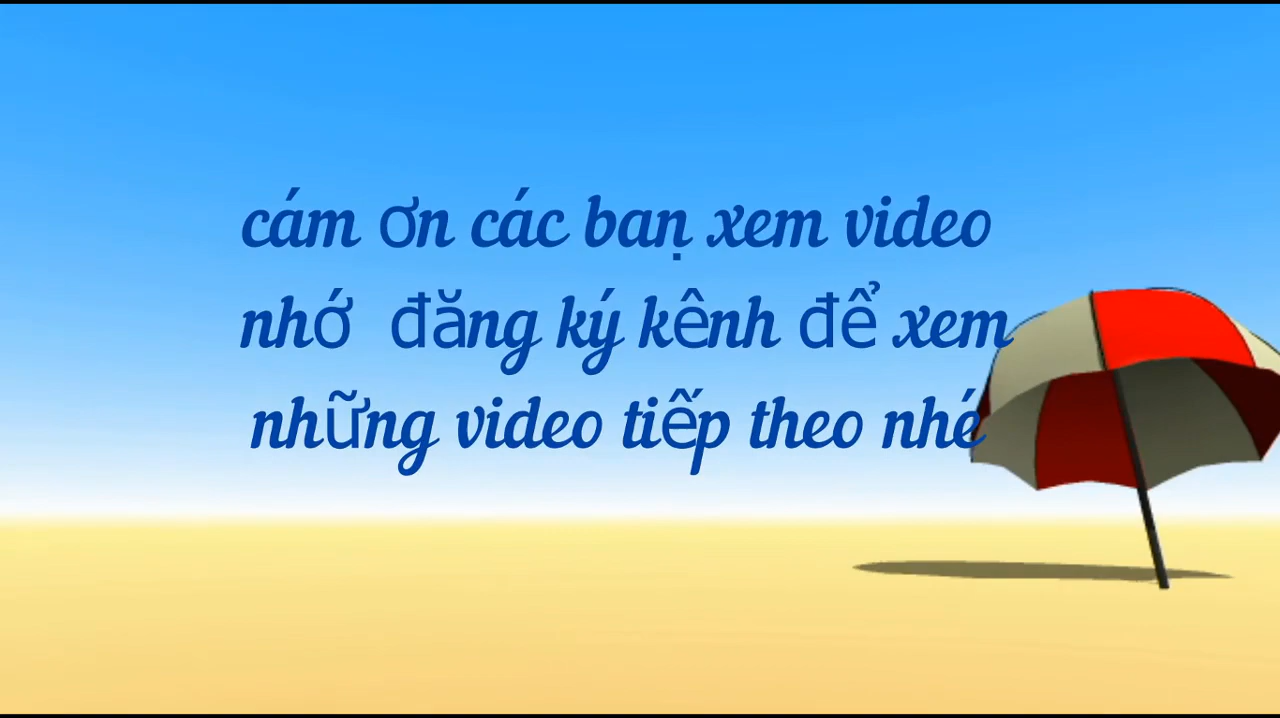 cám ơn các bạn xem video
nhớ đăng ký kênh để xem
những video tiếp theo nhé